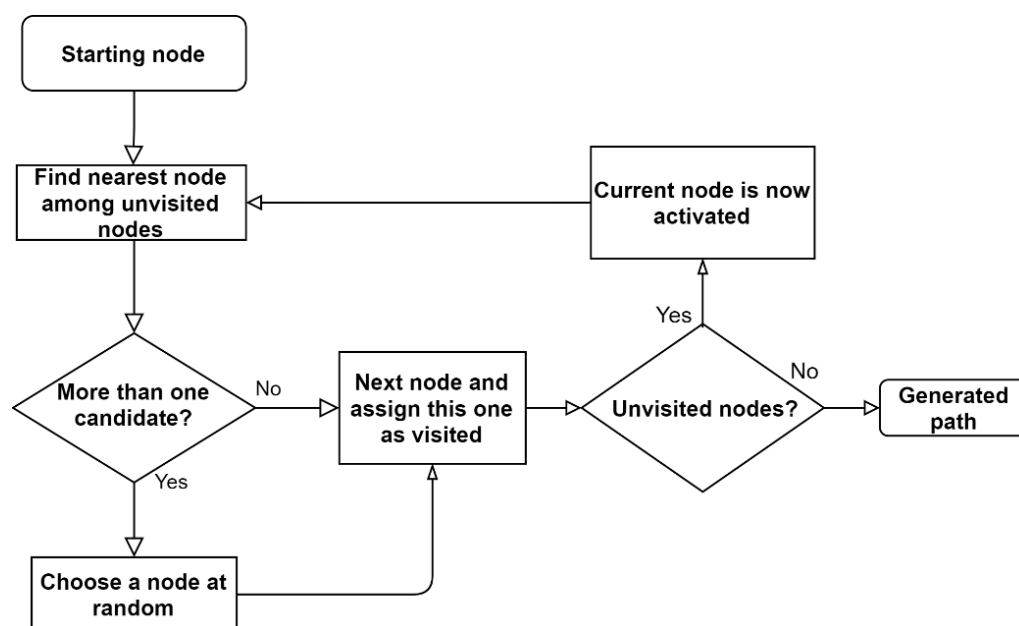 Starting node
Find nearest node
among unvisited
nodes
Current node is now
activated
Yes
More than one
candidate?
No
Next node and
assign this one
as visited
Unvisited nodes?
No
Generated
path
Yes
Choose a node at
random